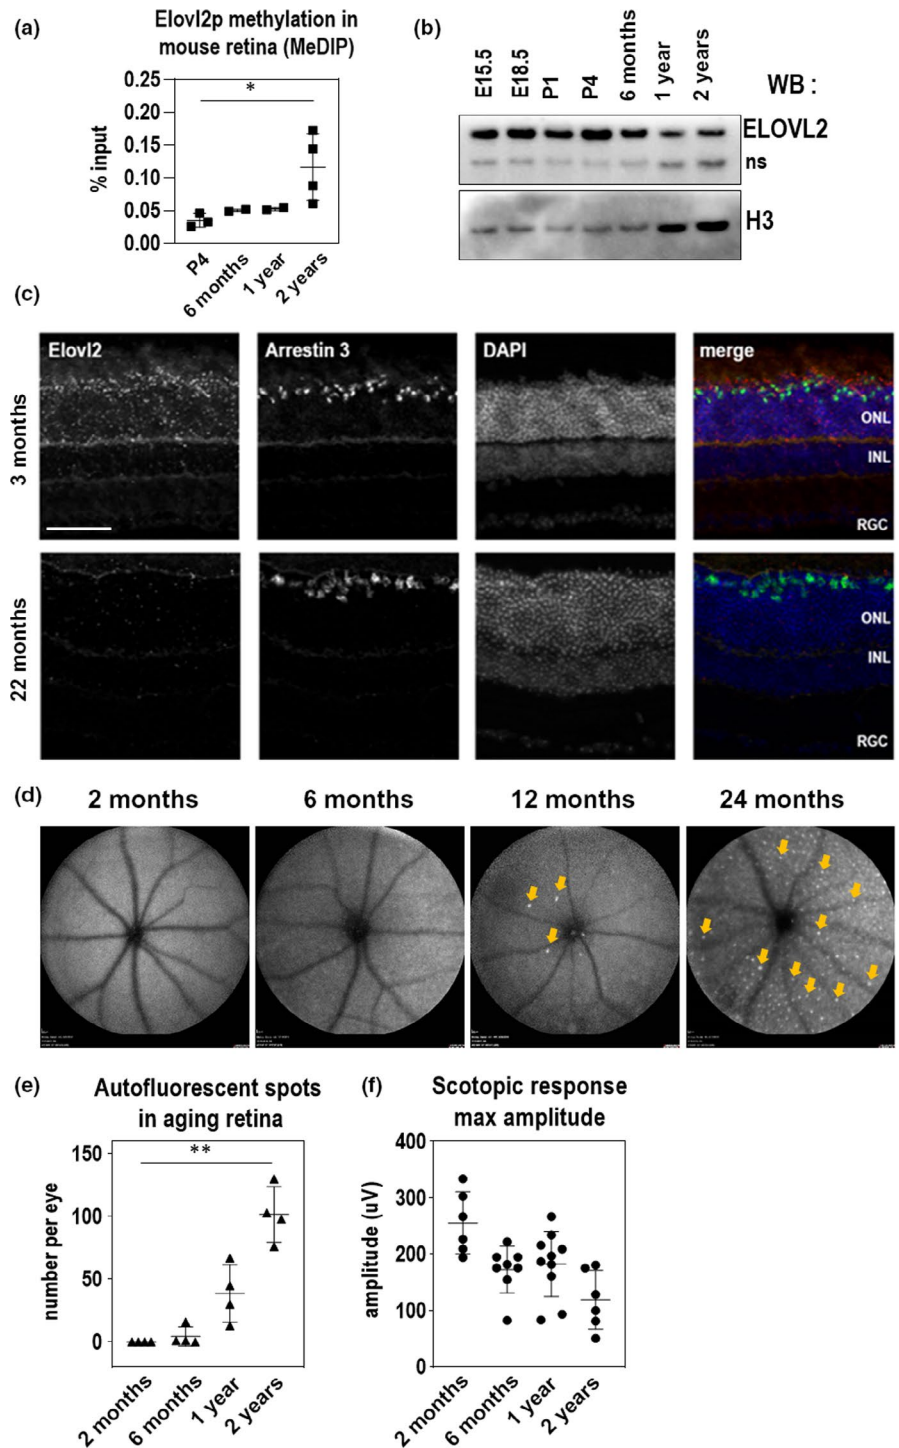 (a)
Elovl2p methylation in
mouse retina (MeDIP)
0.25
0.20
0.15
0.10
0.05
0.00
% input
*
P4
6 months
1 year
2 years
(b)
E15.5
E18.5
P1
P4
6 months
1 year
2 years
WB :
ELOVL2
ns
H3
(c)
Elovl2
Arrestin 3
DAPI
merge
3 months
ONL
INL
RGC
22 months
ONL
INL
RGC
(d)
2 months
6 months
12 months
24 months
(e)
Autofluorescent spots
in aging retina
150
100
50
0
number per eye
**
2 months
6 months
1 year
2 years
(f)
Scotopic response
max amplitude
400
300
200
100
0
amplitude (uV)
2 months
6 months
1 year
2 years